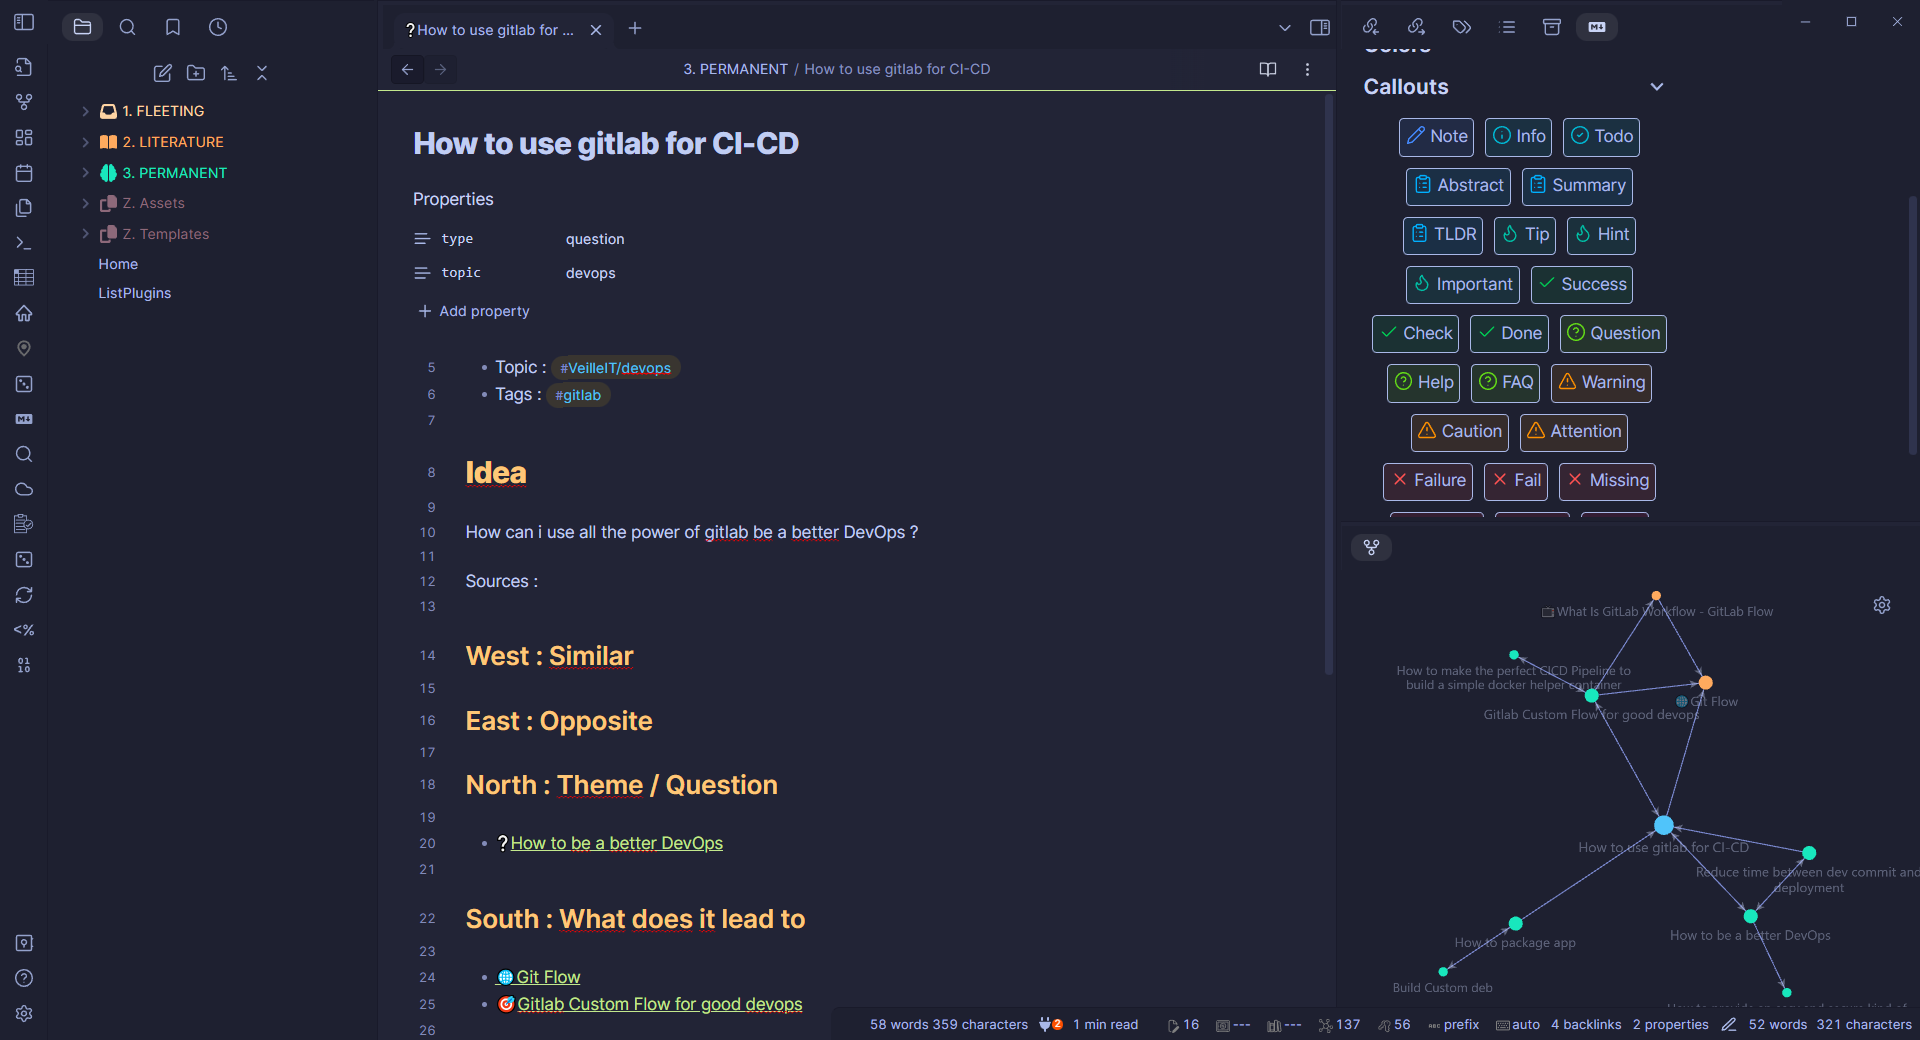 ?How to use gitlab for ...
3. PERMANENT / How to use gitlab for CI-CD
1. FLEETING
2. LITERATURE
3. PERMANENT
Z. Assets
Z. Templates
Home
ListPlugins
<%
How to use gitlab for CI-CD
Properties
type question
topic devops
Add property
5 • Topic : #VeilleIT/devops
6 • Tags : #gitlab
7
8 Idea
9
10 How can i use all the power of gitlab be a better DevOps ?
11
12 Sources :
13
14 West : Similar
15
16 East : Opposite
17
18 North : Theme / Question
19
20 • ?How to be a better DevOps
21
22 South : What does it lead to
23
24 • Git Flow
25 • Gitlab Custom Flow for good devops
26
Colors
Callouts
Note Info Todo
Abstract Summary
TLDR Tip Hint
Important Success
Check Done Question
Help FAQ Warning
Caution Attention
Failure Fail Missing
What Is GitLab Workflow - GitLab Flow
How to make the perfect CICD Pipeline to
build a simple docker helper container
Git Flow
Gitlab Custom Flow for good devops
How to use gitlab for CI-CD
Reduce time between dev commit and
deployment
How to be a better DevOps
How to package app
Build Custom deb
58 words 359 characters 2 1 min read 16 --- --- 137 56 prefix auto 4 backlinks 2 properties 52 words 321 characters